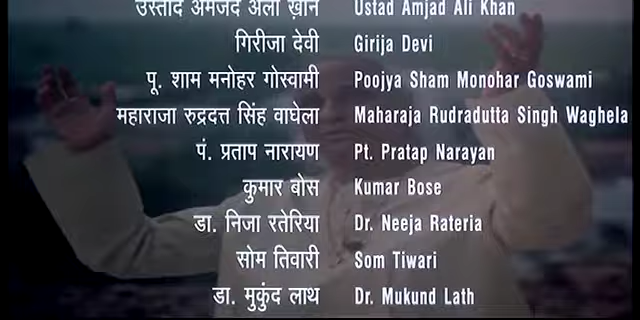 उस्ताद अमजद अली ख़ान Ustad Amjad Ali Khan
गिरीजा देवी Girija Devi
पू. शाम मनोहर गोस्वामी Poojya Sham Monohar Goswami
महाराजा रुद्रदत्त सिंह वाघेला Maharaja Rudradutta Singh Waghela
पं. प्रताप नारायण Pt. Pratap Narayan
कुमार बोस Kumar Bose
डा. निजा रतेरिया Dr. Neeja Rateria
सोम तिवारी Som Tiwari
डा. मुकुंद लाथ Dr. Mukund Lath